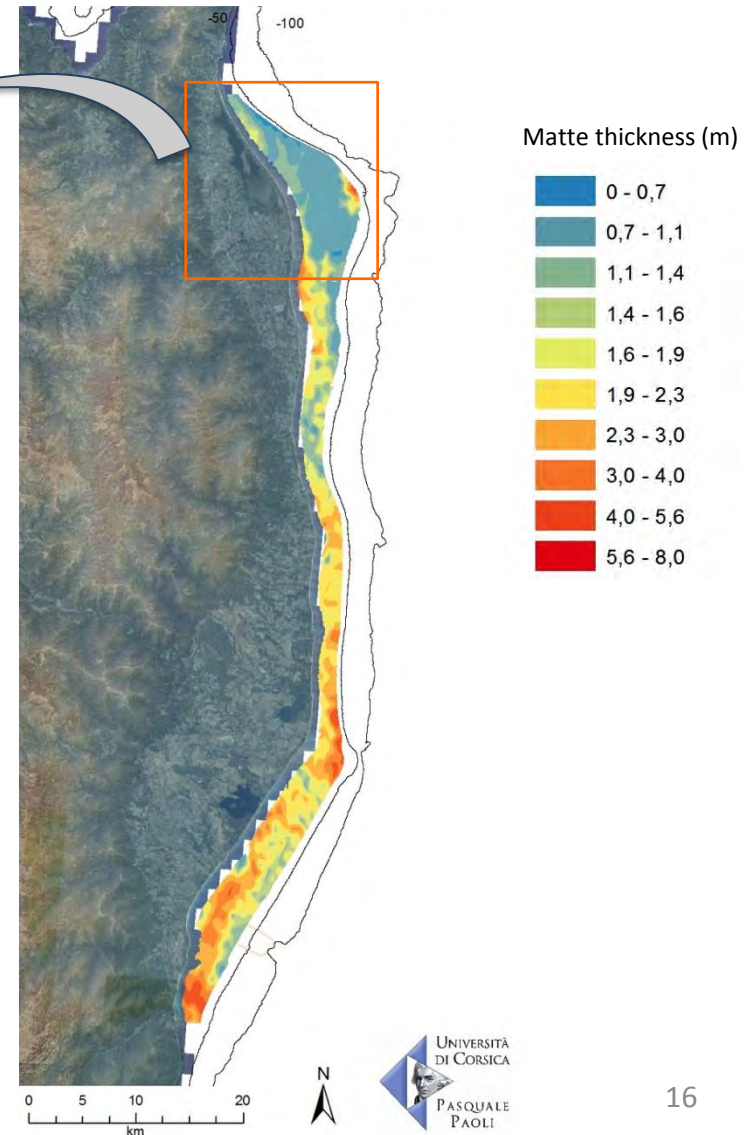 -50
-100
Matte thickness (m)
0 - 0,7
0,7 - 1,1
1,1 - 1,4
1,4 - 1,6
1,6 - 1,9
1,9 - 2,3
2,3 - 3,0
3,0 - 4,0
4,0 - 5,6
5,6 - 8,0
0 5 10 20
km
N
UNIVERSITÀ
DI CORSICA
PASQUALE
PAOLI
16